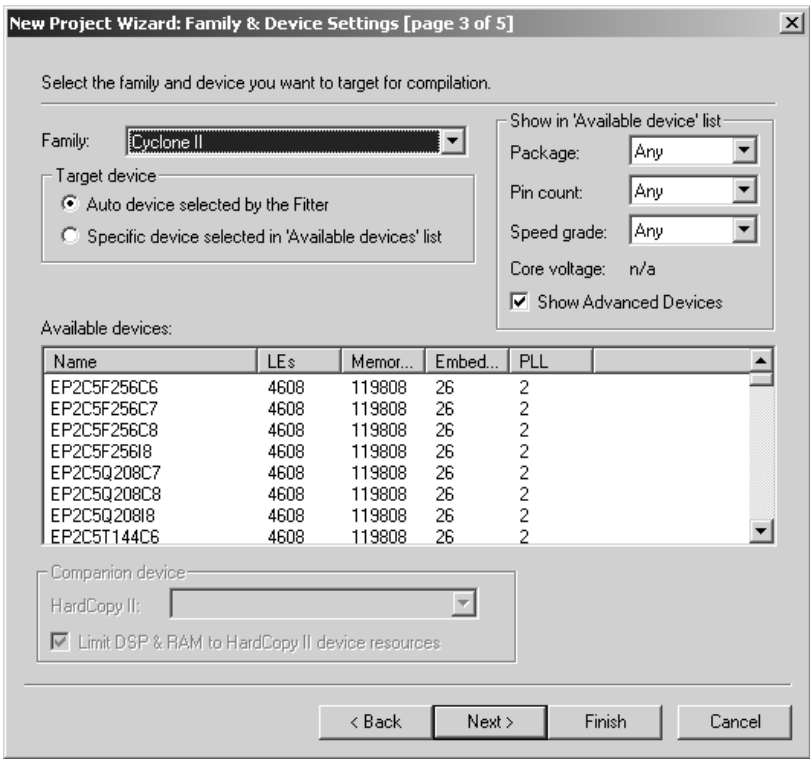 New Project Wizard: Family & Device Settings [page 3 of 5]
Select the family and device you want to target for compilation.
Family: Cyclone II
Target device
Auto device selected by the Fitter
Specific device selected in 'Available devices' list
Show in 'Available device' list
Package: Any
Pin count: Any
Speed grade: Any
Core voltage: n/a
Show Advanced Devices
Available devices:
Name LEs Memor... Embed... PLL
EP2C5F256C6 4608 119808 26 2
EP2C5F256C7 4608 119808 26 2
EP2C5F256C8 4608 119808 26 2
EP2C5F256I8 4608 119808 26 2
EP2C5Q208C7 4608 119808 26 2
EP2C5Q208C8 4608 119808 26 2
EP2C5Q208I8 4608 119808 26 2
EP2C5T144C6 4608 119808 26 2
Companion device
HardCopy II:
Limit DSP & RAM to HardCopy II device resources
< Back Next > Finish Cancel